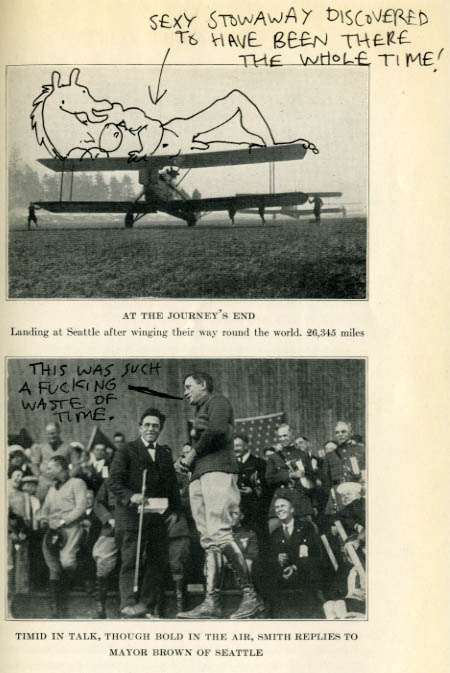 SEXY STOWAWAY DISCOVERED
TO HAVE BEEN THERE
THE WHOLE TIME!
AT THE JOURNEY'S END
Landing at Seattle after winging their way round the world. 26,345 miles
THIS WAS SUCH
A FUCKING
WASTE OF
TIME.
TIMID IN TALK, THOUGH BOLD IN THE AIR, SMITH REPLIES TO
MAYOR BROWN OF SEATTLE